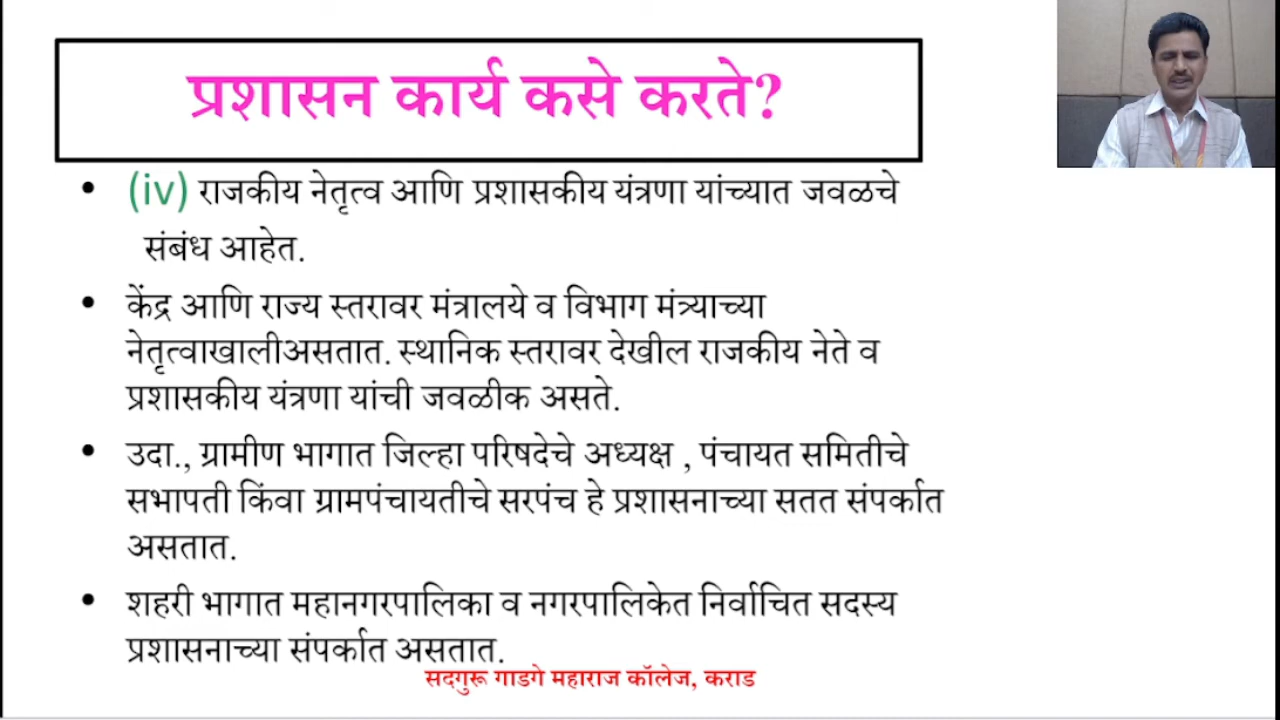 प्रशासन कार्य कसे करते?
• (iv) राजकीय नेतृत्व आणि प्रशासकीय यंत्रणा यांच्यात जवळचे
संबंध आहेत.
• केंद्र आणि राज्य स्तरावर मंत्रालये व विभाग मंत्र्याच्या
नेतृत्वाखालीअसतात. स्थानिक स्तरावर देखील राजकीय नेते व
प्रशासकीय यंत्रणा यांची जवळीक असते.
• उदा., ग्रामीण भागात जिल्हा परिषदेचे अध्यक्ष , पंचायत समितीचे
सभापती किंवा ग्रामपंचायतीचे सरपंच हे प्रशासनाच्या सतत संपर्कात
असतात.
• शहरी भागात महानगरपालिका व नगरपालिकेत निर्वाचित सदस्य
प्रशासनाच्या संपर्कात असतात.
सदगुरू गाडगे महाराज कॉलेज, कराड